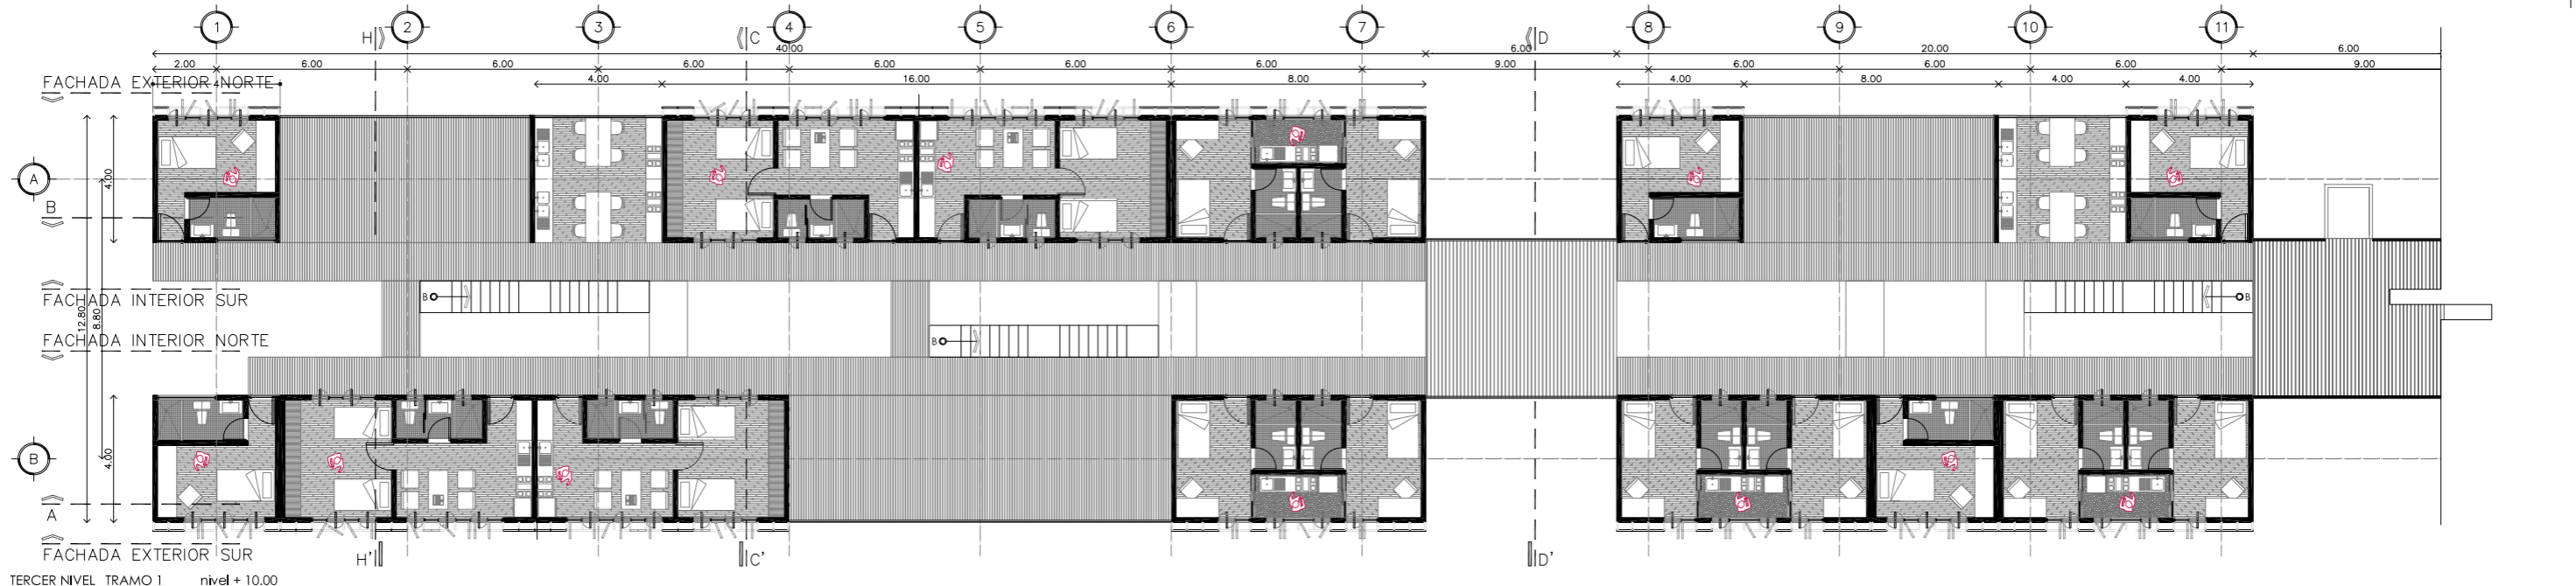 1 2 3 4 5 6 7 8 9 10 11
H C D
40.00 6.00 20.00 6.00
2.00 6.00 6.00 6.00 6.00 6.00 6.00 9.00 6.00 6.00 6.00 9.00
FACHADA EXTERIOR NORTE
4.00 4.00 16.00 8.00 4.00 8.00 4.00 4.00
A
4.00
B
FACHADA INTERIOR SUR
B B
12.80 8.80
FACHADA INTERIOR NORTE
B
B
4.00
A
FACHADA EXTERIOR SUR
H' C' D'
TERCER NIVEL TRAMO 1 nivel + 10.00